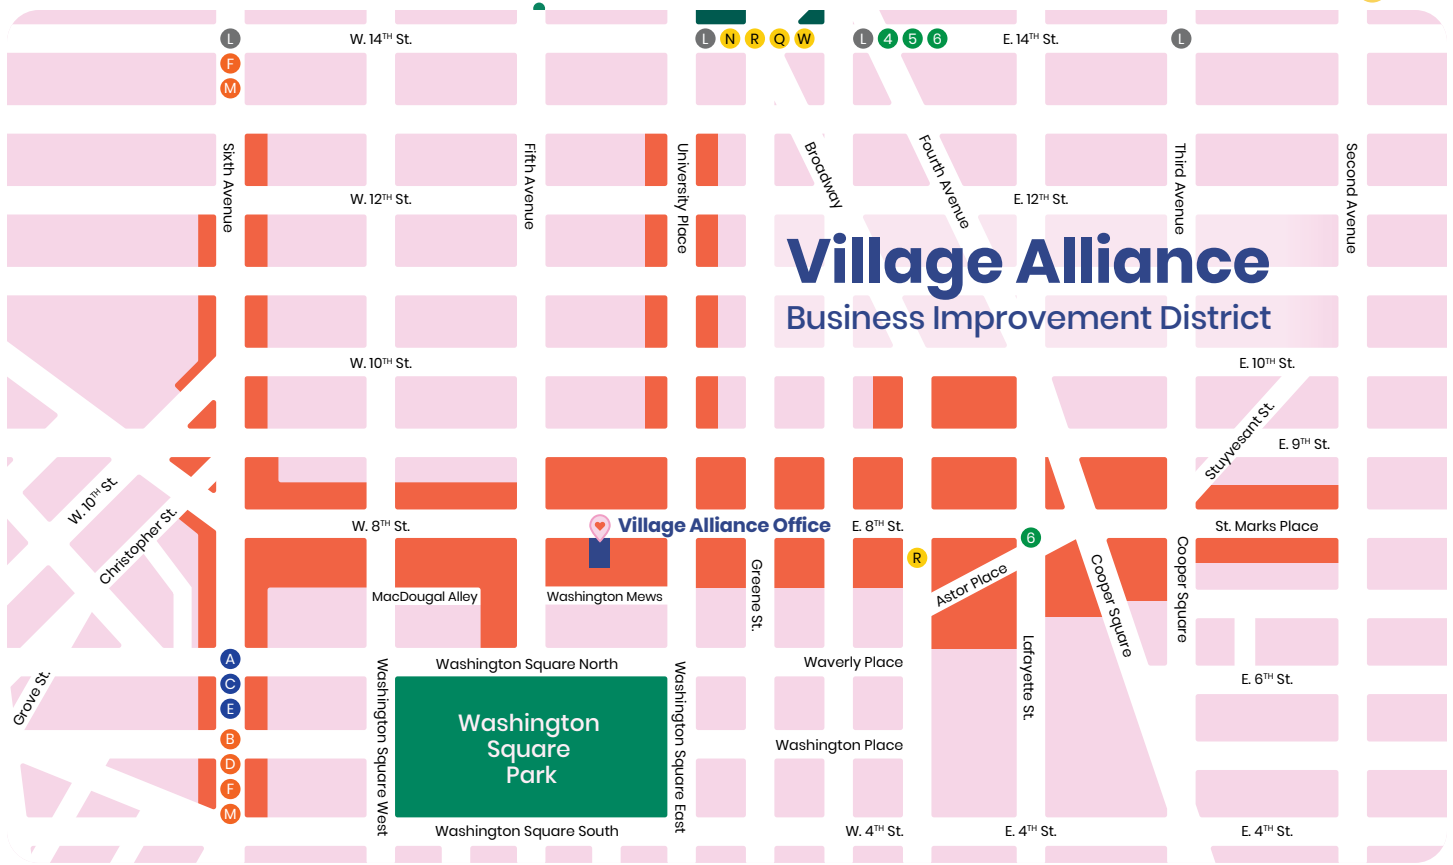 L
W. 14TH St.
L N R Q W
L 4 5 6
E. 14TH St.
L
F
M
Sixth Avenue
Fifth Avenue
University Place
Broadway
Fourth Avenue
Third Avenue
Second Avenue
W. 12TH St.
E. 12TH St.
Village Alliance
Business Improvement District
W. 10TH St.
E. 10TH St.
Stuyvesant St.
E. 9TH St.
W. 10TH St.
Christopher St.
W. 8TH St.
Village Alliance Office
E. 8TH St.
St. Marks Place
6
R
Greene St.
Astor Place
Cooper Square
Cooper Square
MacDougal Alley
Washington Mews
Lafayette St.
A
C
E
B
D
F
M
Grove St.
Washington Square North
Washington Square West
Washington Square East
Washington
Square
Park
Waverly Place
E. 6TH St.
Washington Place
Washington Square South
W. 4TH St.
E. 4TH St.
E. 4TH St.